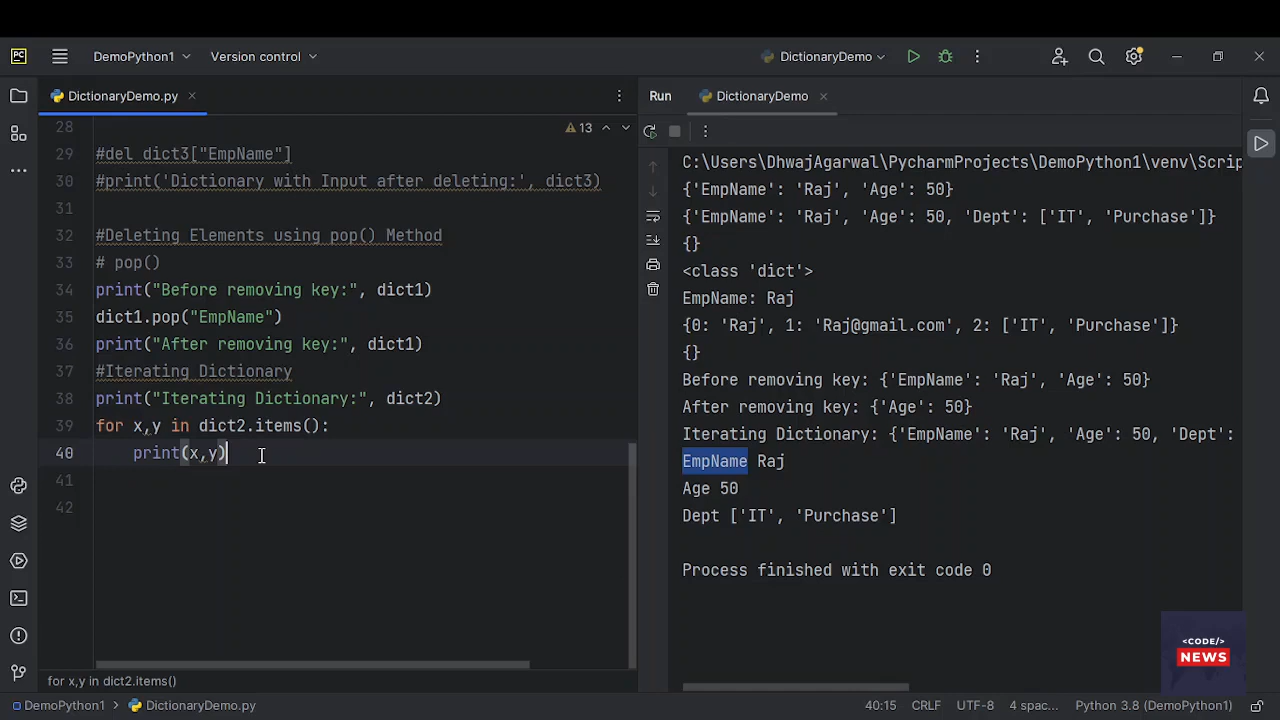 PC DemoPython1 Version control DictionaryDemo
DictionaryDemo.py Run DictionaryDemo
28
13
29 #del dict3["EmpName"]
30 #print('Dictionary with Input after deleting:', dict3)
31
32 #Deleting Elements using pop() Method
33 # pop()
34 print("Before removing key:", dict1)
35 dict1.pop("EmpName")
36 print("After removing key:", dict1)
37 #Iterating Dictionary
38 print("Iterating Dictionary:", dict2)
39 for x,y in dict2.items():
40 print(x,y)
41
42
for x,y in dict2.items()
C:\Users\DhwajAgarwal\PycharmProjects\DemoPython1\venv\Scrip
{'EmpName': 'Raj', 'Age': 50}
{'EmpName': 'Raj', 'Age': 50, 'Dept': ['IT', 'Purchase']}
{}
<class 'dict'>
EmpName: Raj
{0: 'Raj', 1: 'Raj@gmail.com', 2: ['IT', 'Purchase']}
{}
Before removing key: {'EmpName': 'Raj', 'Age': 50}
After removing key: {'Age': 50}
Iterating Dictionary: {'EmpName': 'Raj', 'Age': 50, 'Dept':
EmpName Raj
Age 50
Dept ['IT', 'Purchase']
Process finished with exit code 0
<CODE/>
NEWS
DemoPython1 DictionaryDemo.py 40:15 CRLF UTF-8 4 spac... Python 3.8 (DemoPython1)